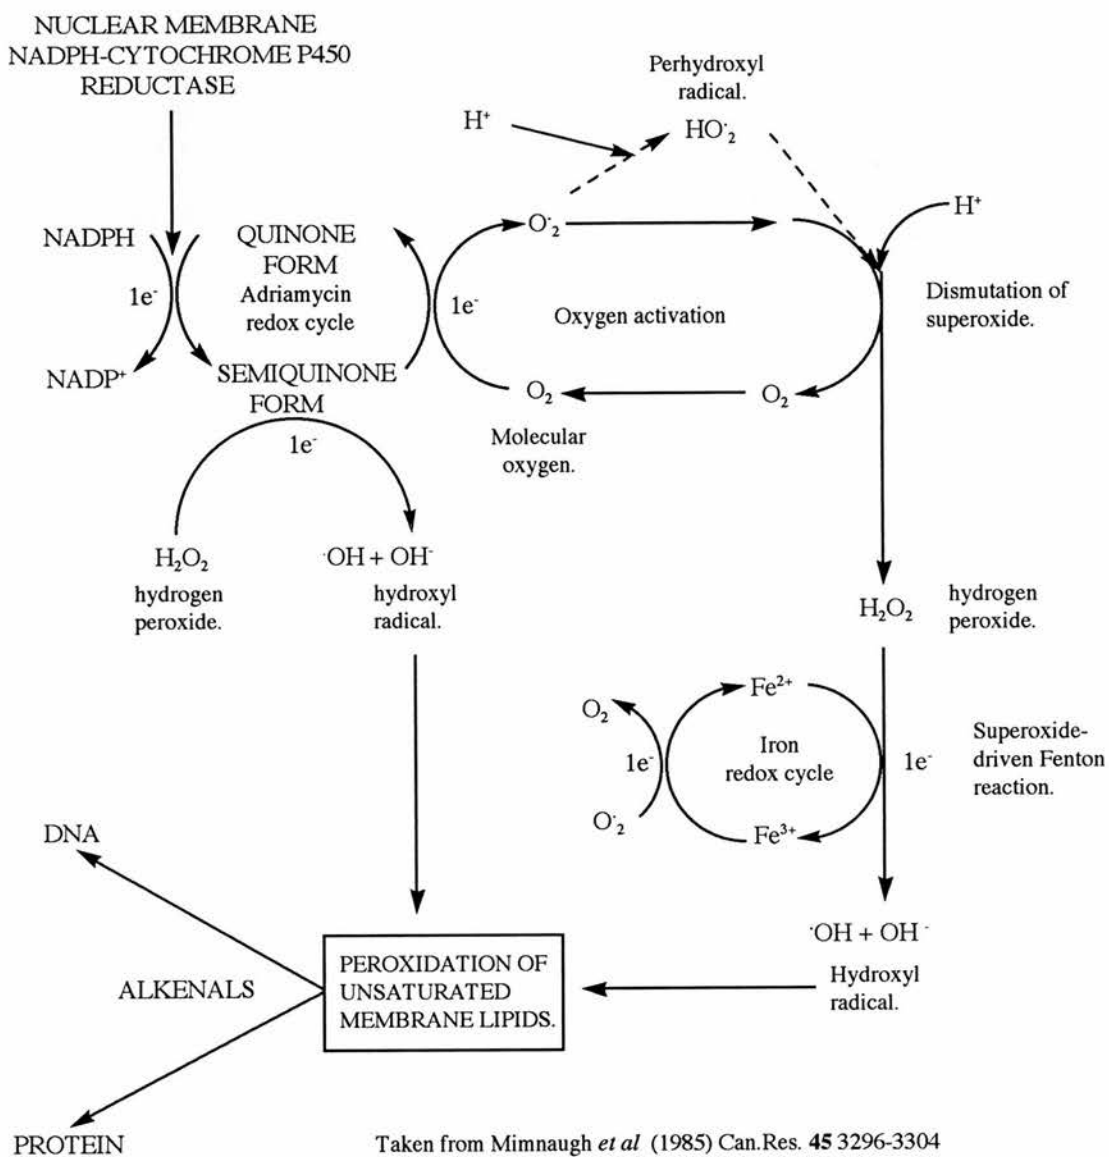 NUCLEAR MEMBRANE
NADPH-CYTOCHROME P450
REDUCTASE
Perhydroxyl
radical.
H⁺
HO˙₂
NADPH
QUINONE
FORM
Adriamycin
redox cycle
1e⁻
NADP⁺
SEMIQUINONE
FORM
1e⁻
O˙₂
1e⁻
Oxygen activation
O₂
O₂
Molecular
oxygen.
H⁺
Dismutation of
superoxide.
H₂O₂
hydrogen
peroxide.
˙OH + OH⁻
hydroxyl
radical.
H₂O₂
hydrogen
peroxide.
O₂
1e⁻
O˙₂
Fe²⁺
Iron
redox cycle
Fe³⁺
1e⁻
Superoxide-
driven Fenton
reaction.
˙OH + OH⁻
Hydroxyl
radical.
PEROXIDATION OF
UNSATURATED
MEMBRANE LIPIDS.
DNA
ALKENALS
PROTEIN
Taken from Mimnaugh et al (1985) Can.Res. 45 3296-3304